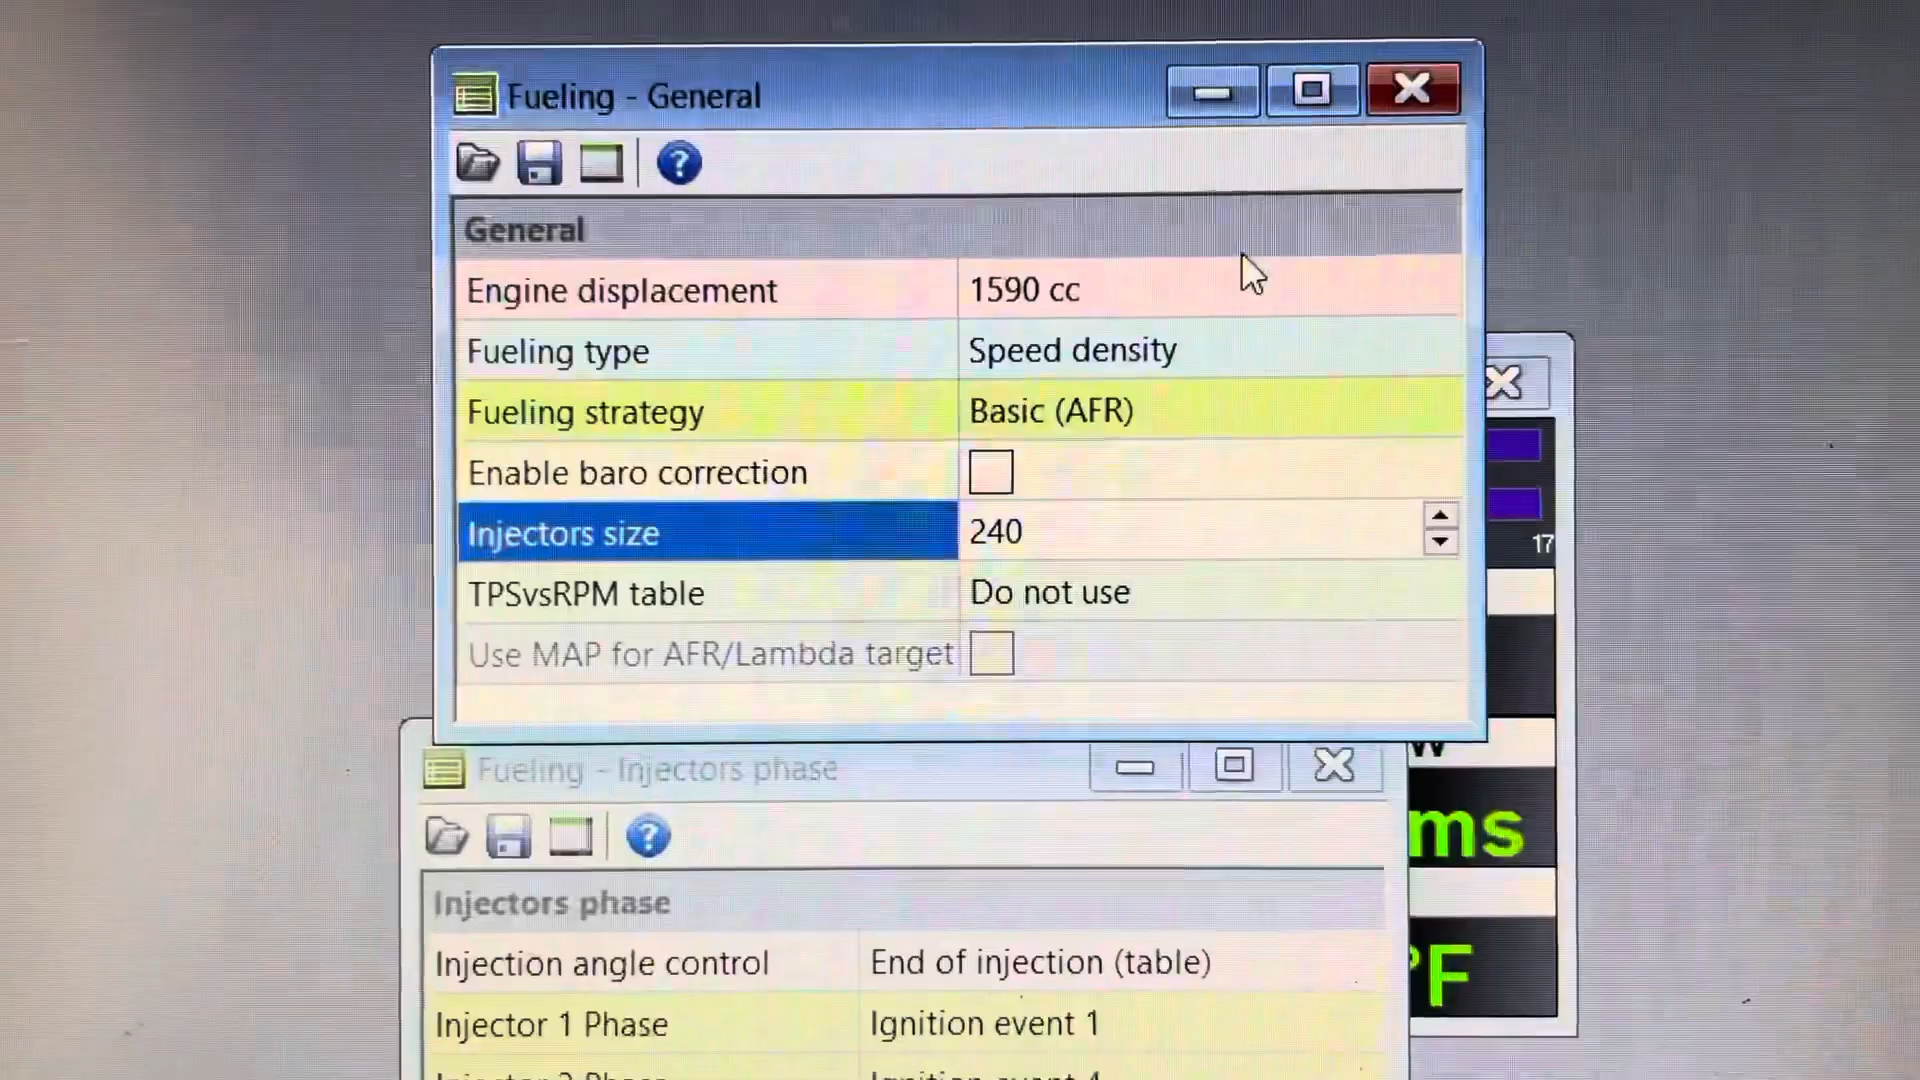 Fueling - General
General
Engine displacement 1590 cc
Fueling type Speed density
Fueling strategy Basic (AFR)
Enable baro correction
Injectors size 240
TPSvsRPM table Do not use
Use MAP for AFR/Lambda target
17
w
Fueling - Injectors phase
ms
Injectors phase
Injection angle control End of injection (table)
°F
Injector 1 Phase Ignition event 1